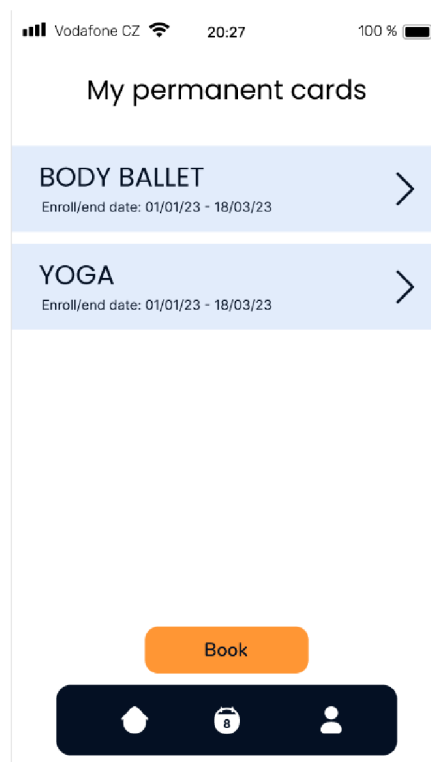 Vodafone CZ 20:27 100 %
My permanent cards
BODY BALLET
Enroll/end date: 01/01/23 - 18/03/23
YOGA
Enroll/end date: 01/01/23 - 18/03/23
Book
8